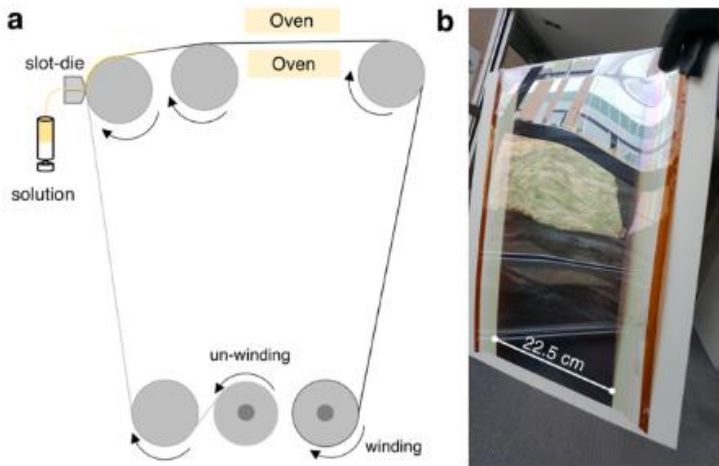 a
slot-die
solution
Oven
Oven
un-winding
winding
b
22.5 cm